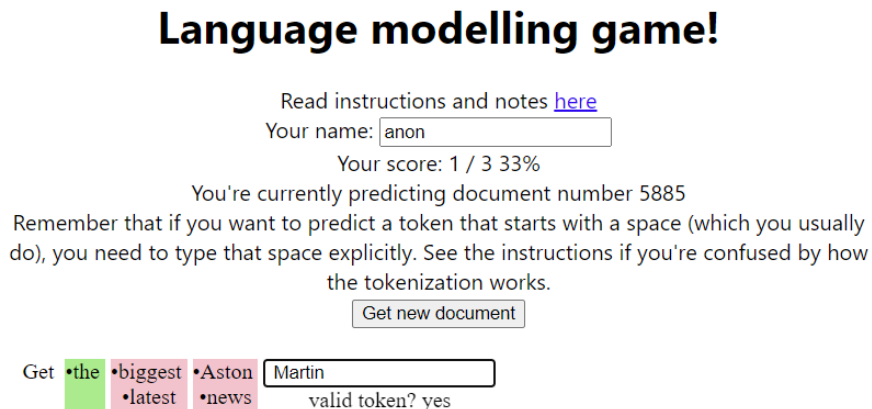 Language modelling game!
Read instructions and notes here
Your name: anon
Your score: 1 / 3 33%
You're currently predicting document number 5885
Remember that if you want to predict a token that starts with a space (which you usually
do), you need to type that space explicitly. See the instructions if you're confused by how
the tokenization works.
Get new document
Get •the •biggest •Aston Martin
•latest •news valid token? yes